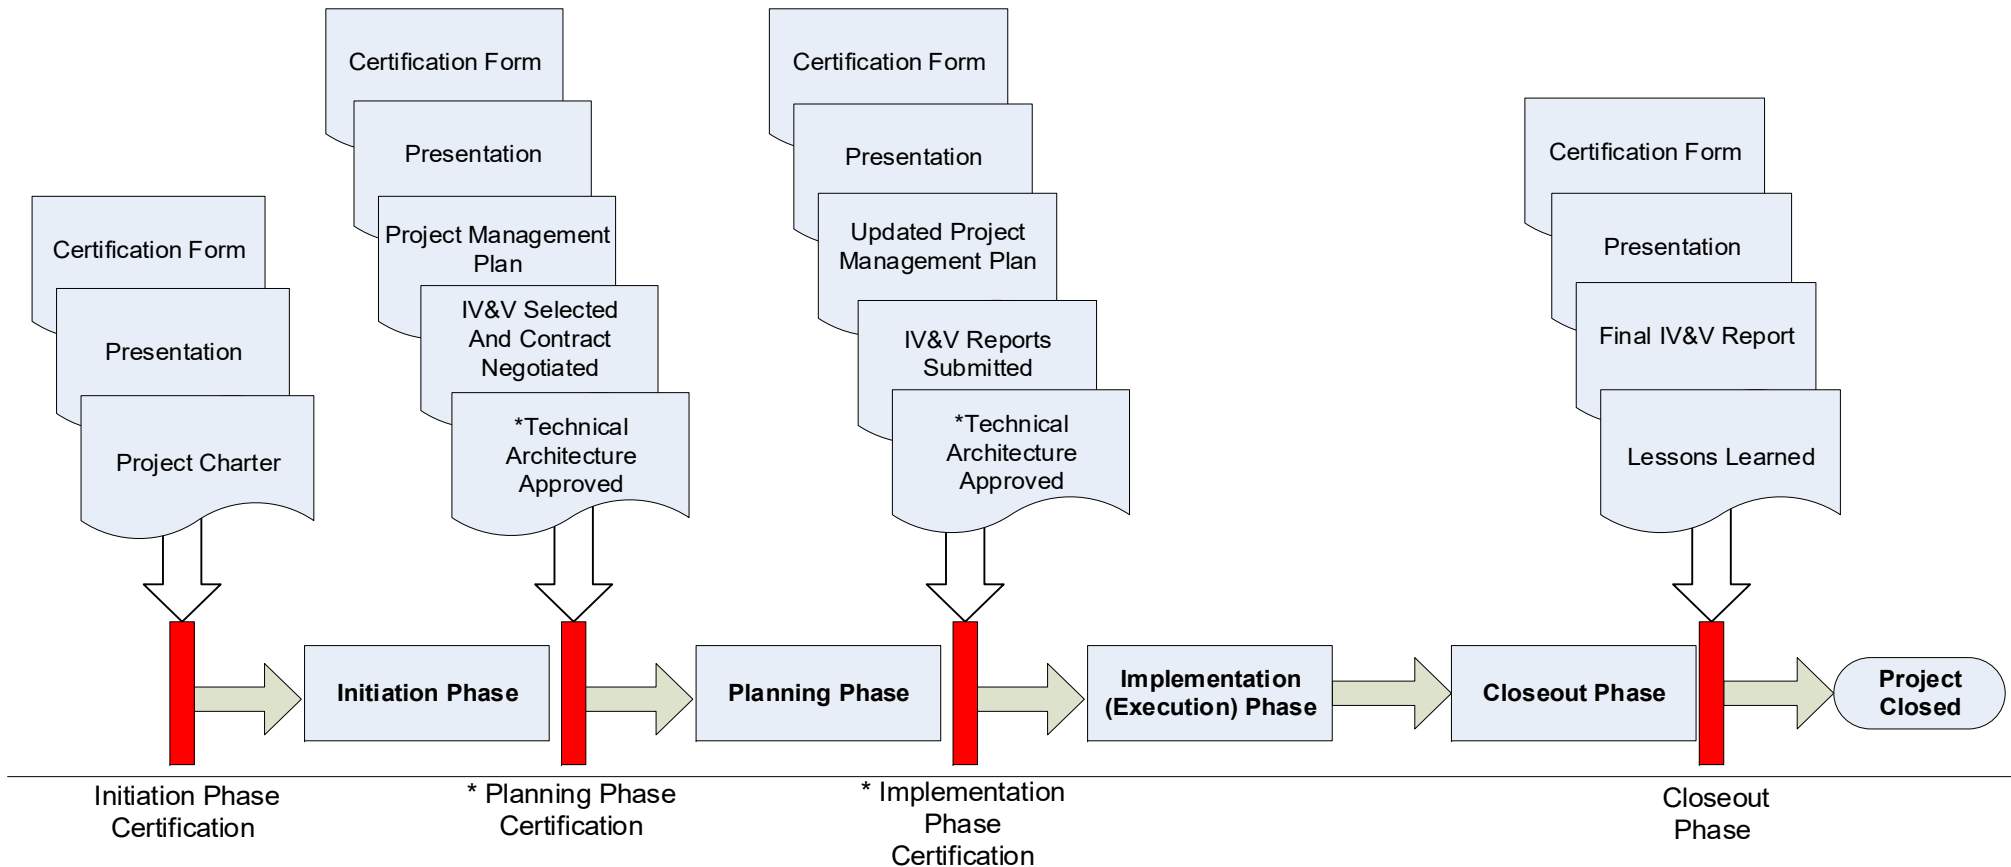 Certification Form
Presentation
Project Charter
Certification Form
Presentation
Project Management
Plan
IV&V Selected
And Contract
Negotiated
*Technical
Architecture
Approved
Certification Form
Presentation
Updated Project
Management Plan
IV&V Reports
Submitted
*Technical
Architecture
Approved
Certification Form
Presentation
Final IV&V Report
Lessons Learned
Initiation Phase
Planning Phase
Implementation
(Execution) Phase
Closeout Phase
Project
Closed
Initiation Phase
Certification
* Planning Phase
Certification
* Implementation
Phase
Certification
Closeout
Phase